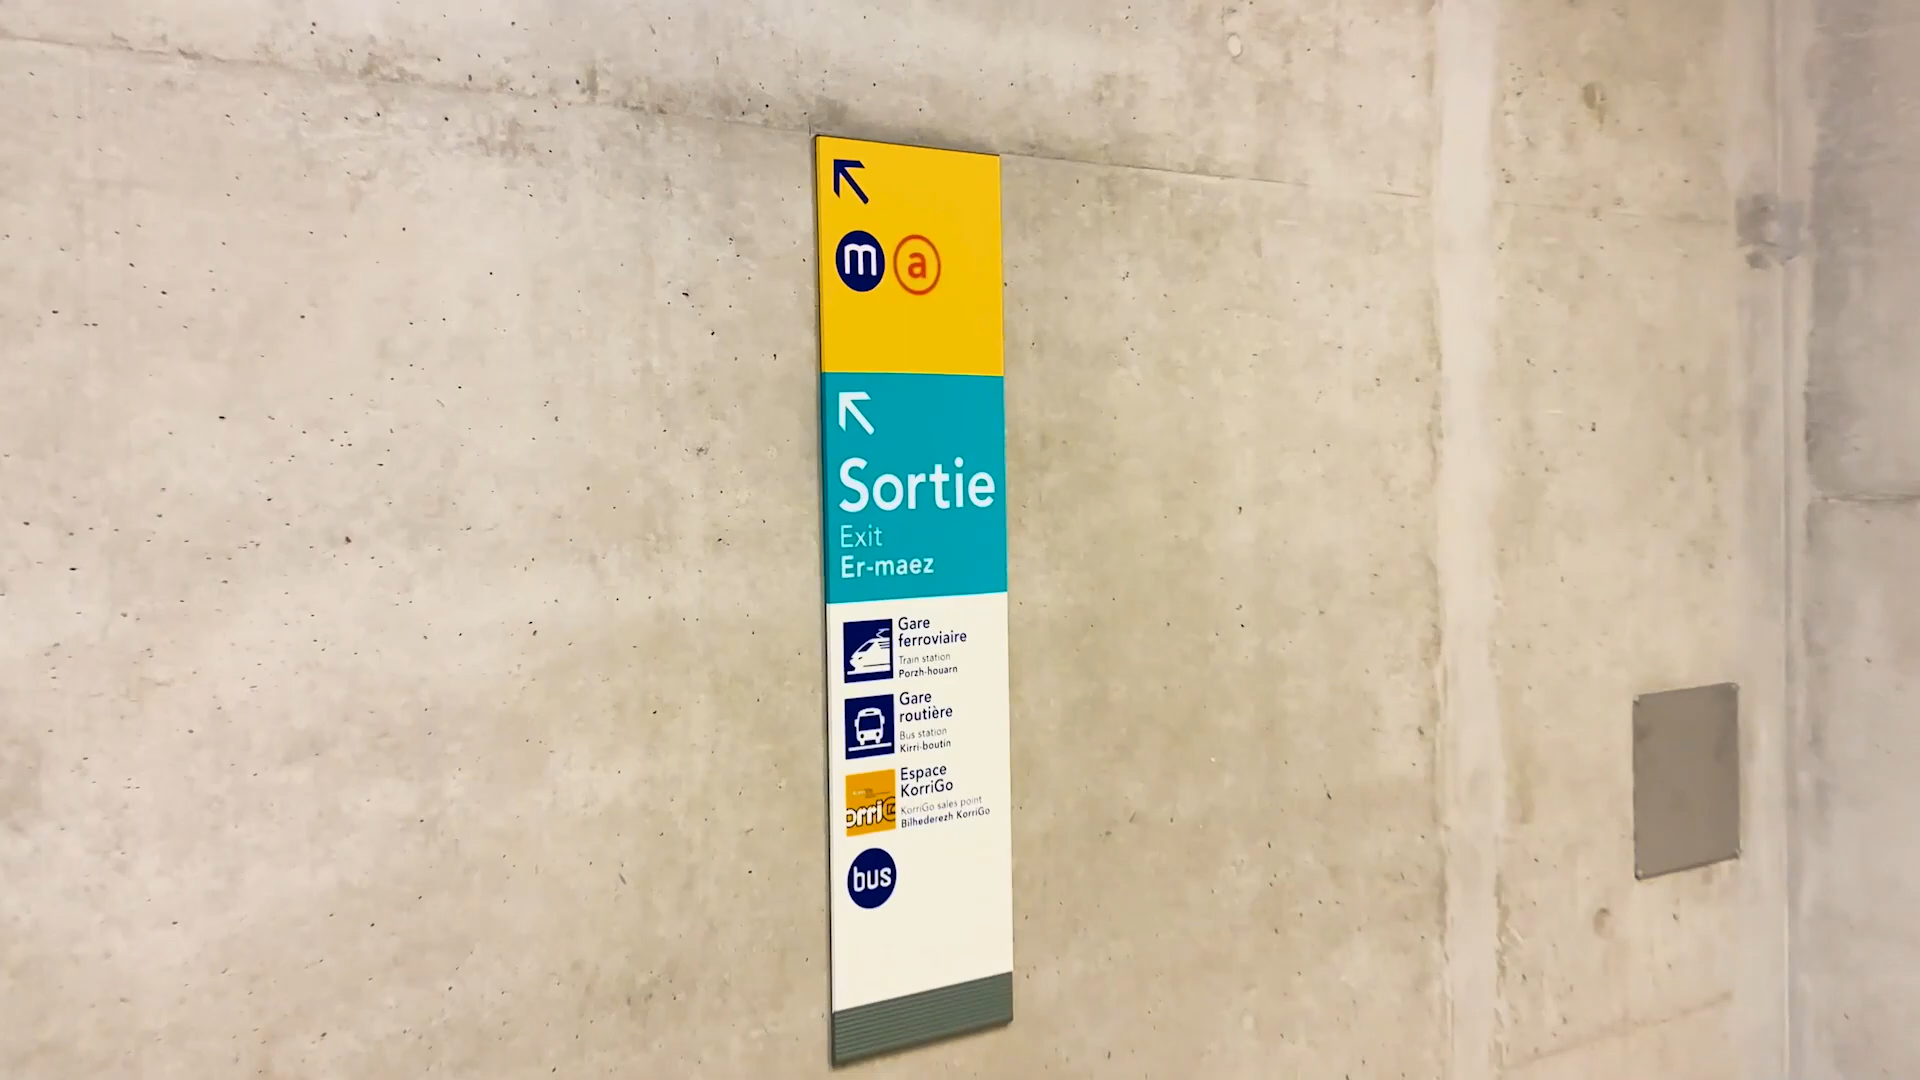 m a
Sortie
Exit
Er-maez
Gare
ferroviaire
Train station
Porzh-houarn
Gare
routière
Bus station
Kirri-boutin
Espace
KorriGo
KorriGo sales point
Bilhederezh KorriGo
orriG
bus